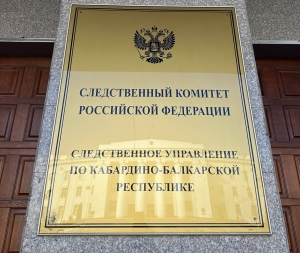 СЛЕДСТВЕННЫЙ КОМИТЕТ
РОССИЙСКОЙ ФЕДЕРАЦИИ
СЛЕДСТВЕННОЕ УПРАВЛЕНИЕ
ПО КАБАРДИНО-БАЛКАРСКОЙ
РЕСПУБЛИКЕ